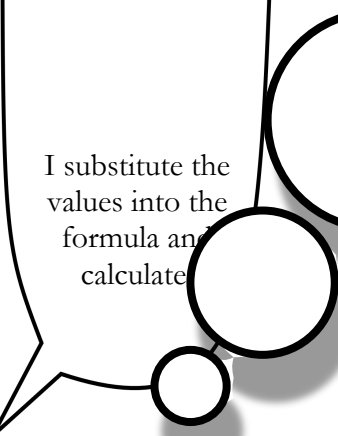 I substitute the
values into the
formula and
calculate